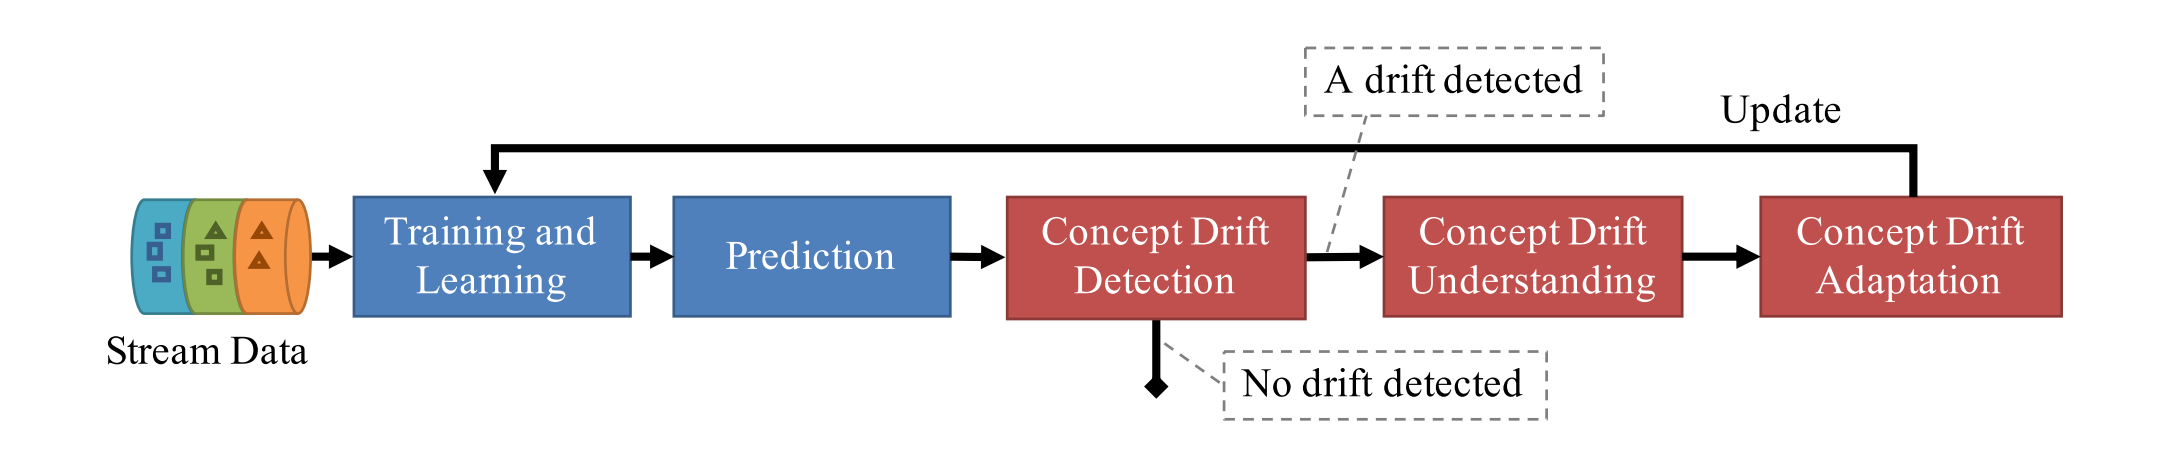 A drift detected
Update
Training and
Learning
Prediction
Concept Drift
Detection
Concept Drift
Understanding
Concept Drift
Adaptation
Stream Data
No drift detected